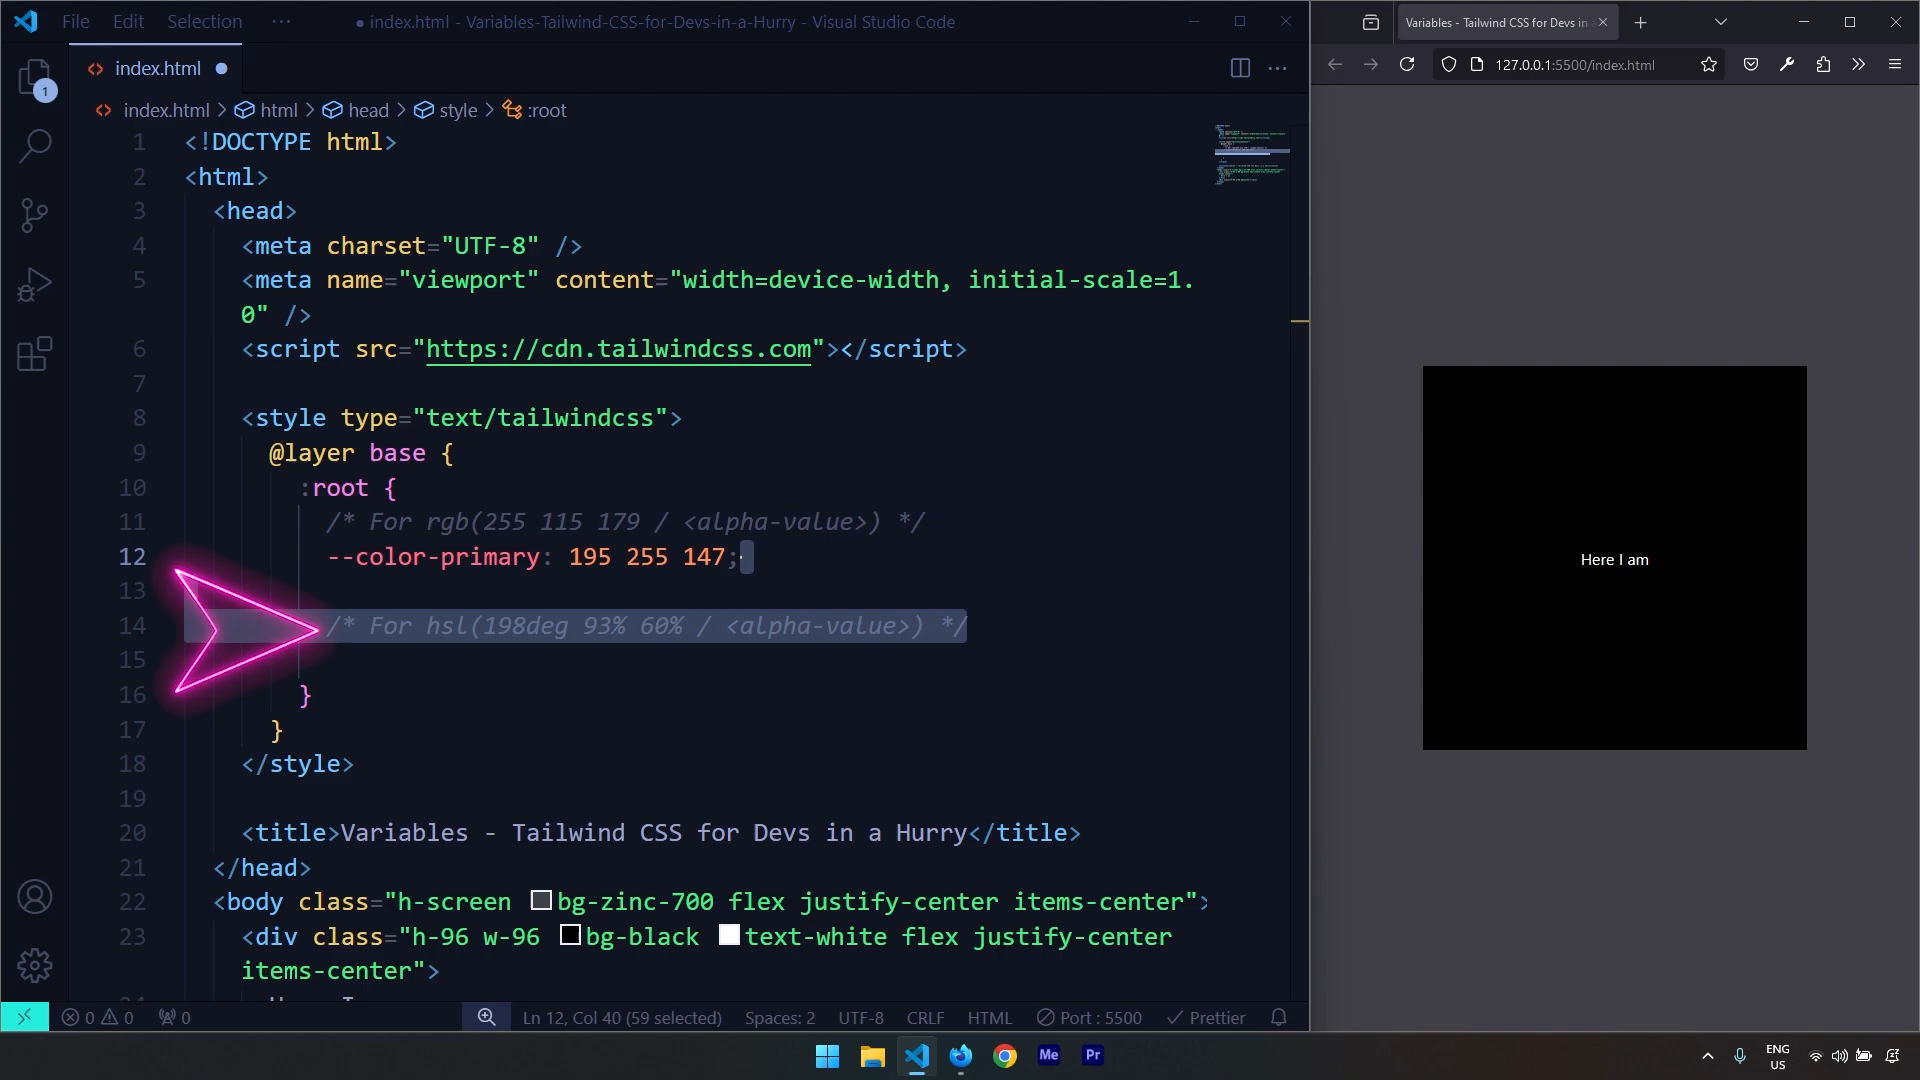 File Edit Selection ··· ● index.html - Variables-Tailwind-CSS-for-Devs-in-a-Hurry - Visual Studio Code
index.html
index.html > html > head > style > :root
1 <!DOCTYPE html>
2 <html>
3 <head>
4 <meta charset="UTF-8" />
5 <meta name="viewport" content="width=device-width, initial-scale=1.
0" />
6 <script src="https://cdn.tailwindcss.com"></script>
7
8 <style type="text/tailwindcss">
9 @layer base {
10 :root {
11 /* For rgb(255 115 179 / <alpha-value>) */
12 --color-primary: 195 255 147;
13
14 /* For hsl(198deg 93% 60% / <alpha-value>) */
15
16 }
17 }
18 </style>
19
20 <title>Variables - Tailwind CSS for Devs in a Hurry</title>
21 </head>
22 <body class="h-screen bg-zinc-700 flex justify-center items-center">
23 <div class="h-96 w-96 bg-black text-white flex justify-center
items-center">
1
0 0 0 Ln 12, Col 40 (59 selected) Spaces: 2 UTF-8 CRLF HTML Port : 5500 Prettier
Variables - Tailwind CSS for Devs in
127.0.0.1:5500/index.html
Here I am
Me Pr
ENG
US